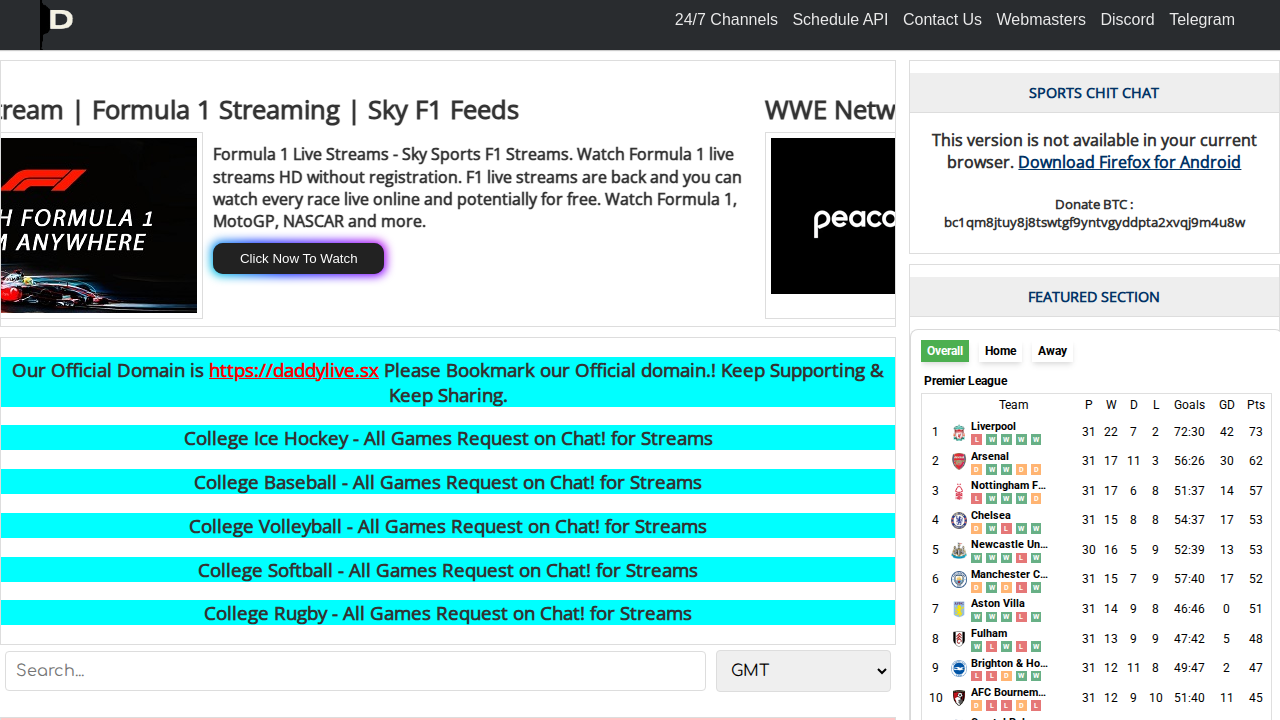 D
24/7 Channels Schedule API Contact Us Webmasters Discord Telegram
tream | Formula 1 Streaming | Sky F1 Feeds
WWE Netw
H FORMULA 1
M ANYWHERE
Formula 1 Live Streams - Sky Sports F1 Streams. Watch Formula 1 live
streams HD without registration. F1 live streams are back and you can
watch every race live online and potentially for free. Watch Formula 1,
MotoGP, NASCAR and more.
Click Now To Watch
peaco
Our Official Domain is https://daddylive.sx Please Bookmark our Official domain.! Keep Supporting &
Keep Sharing.
College Ice Hockey - All Games Request on Chat! for Streams
College Baseball - All Games Request on Chat! for Streams
College Volleyball - All Games Request on Chat! for Streams
College Softball - All Games Request on Chat! for Streams
College Rugby - All Games Request on Chat! for Streams
Search...
GMT
SPORTS CHIT CHAT
This version is not available in your current
browser. Download Firefox for Android
Donate BTC :
bc1qm8jtuy8j8tswtgf9yntvgyddpta2xvqj9m4u8w
FEATURED SECTION
Overall Home Away
Premier League
Team P W D L Goals GD Pts
1 Liverpool 31 22 7 2 72:30 42 73
L W W W W
2 Arsenal 31 17 11 3 56:26 30 62
D W W D D
3 Nottingham F... 31 17 6 8 51:37 14 57
L W W W D
4 Chelsea 31 15 8 8 54:37 17 53
D W L W W
5 Newcastle Un... 30 16 5 9 52:39 13 53
W W W L W
6 Manchester C... 31 15 7 9 57:40 17 52
D W D L W
7 Aston Villa 31 14 9 8 46:46 0 51
W W W L W
8 Fulham 31 13 9 9 47:42 5 48
W L W L W
9 Brighton & Ho... 31 12 11 8 49:47 2 47
L L D W W
10 AFC Bournem... 31 12 9 10 51:40 11 45
D L L D L